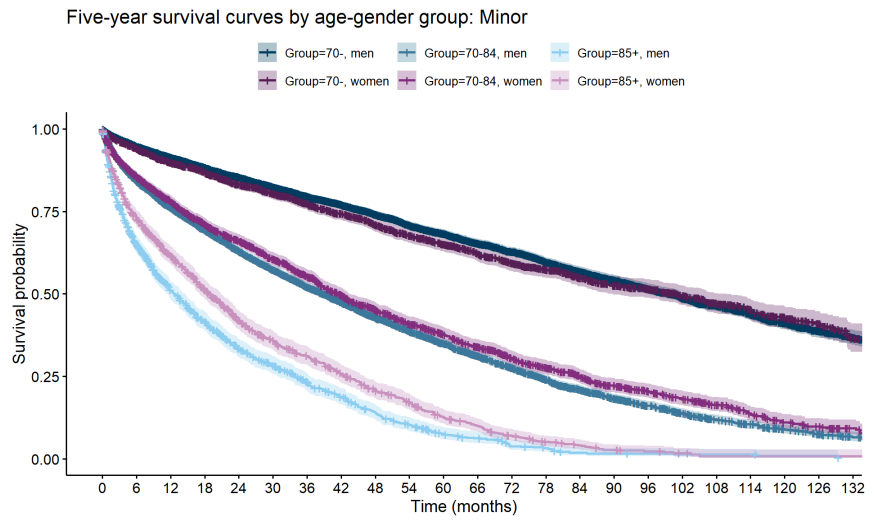 Five-year survival curves by age-gender group: Minor
Group=70-, men Group=70-84, men Group=85+, men
Group=70-, women Group=70-84, women Group=85+, women
1.00
0.75
0.50
0.25
0.00
Survival probability
0 6 12 18 24 30 36 42 48 54 60 66 72 78 84 90 96 102 108 114 120 126 132
Time (months)